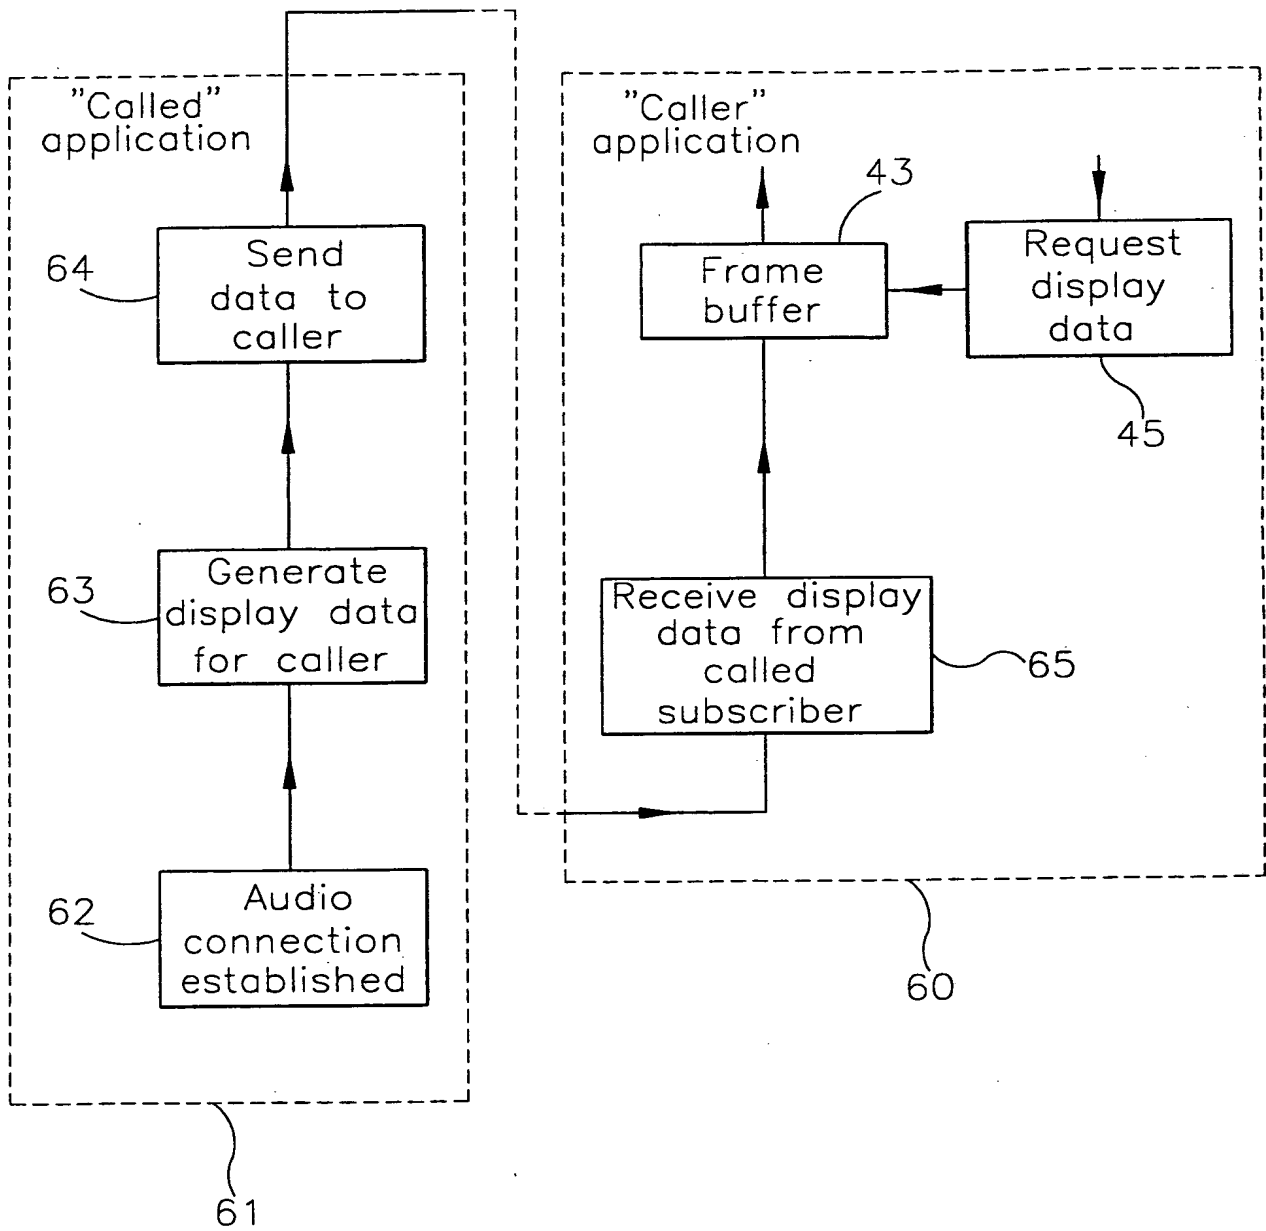 "Called"
application
64
Send
data to
caller
63
Generate
display data
for caller
62
Audio
connection
established
61
"Caller"
application
43
Frame
buffer
Request
display
data
45
Receive display
data from
called
subscriber
65
60